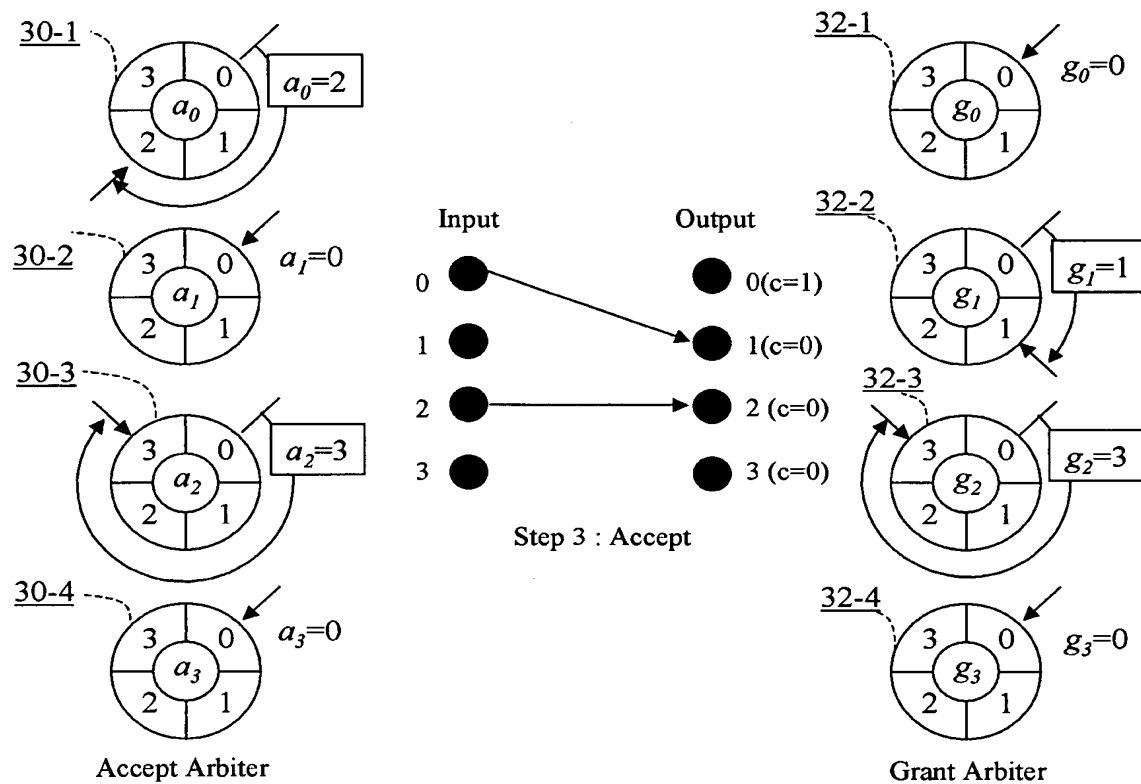 30-1
3 0
a0=2
a0
2 1
30-2
3 0
a1=0
a1
2 1
30-3
3 0
a2=3
a2
2 1
30-4
3 0
a3=0
a3
2 1
Accept Arbiter
Input Output
0 0(c=1)
1 1(c=0)
2 2 (c=0)
3 3 (c=0)
Step 3 : Accept
32-1
3 0
g0=0
g0
2 1
32-2
3 0
g1=1
g1
2 1
32-3
3 0
g2=3
g2
2 1
32-4
3 0
g3=0
g3
2 1
Grant Arbiter